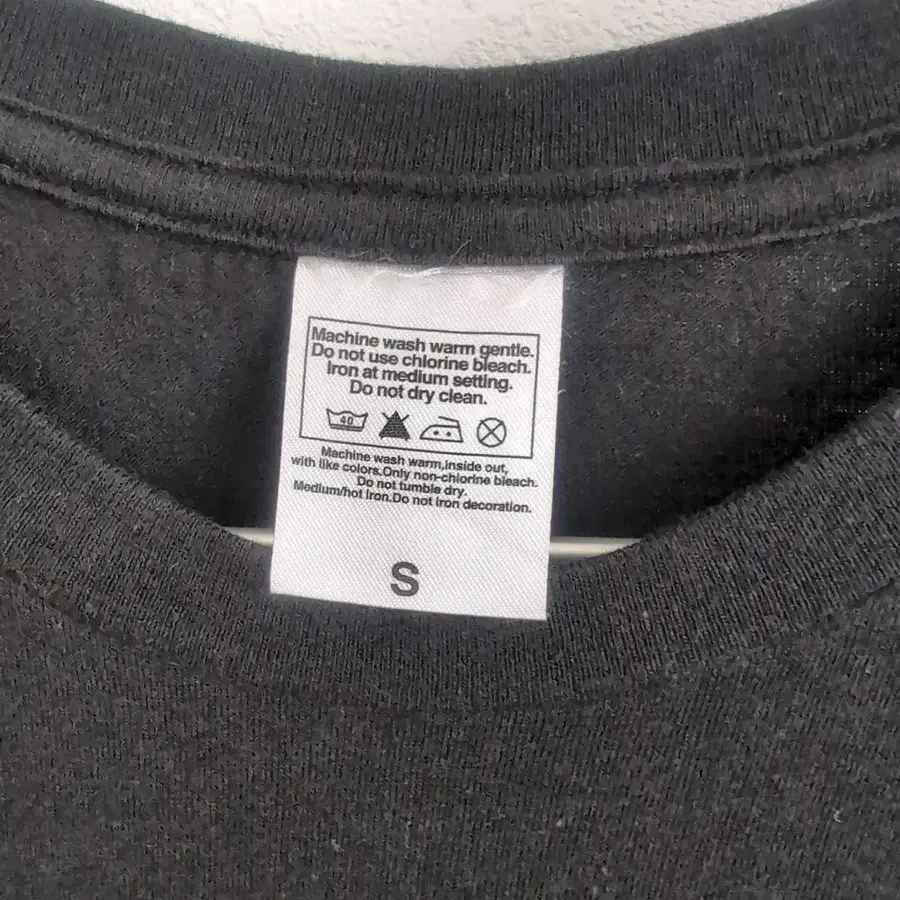 Machine wash warm gentle.
Do not use chlorine bleach.
Iron at medium setting.
Do not dry clean.
40
Machine wash warm,inside out,
with like colors.Only non-chlorine bleach.
Do not tumble dry.
Medium/hot iron.Do not iron decoration.
S